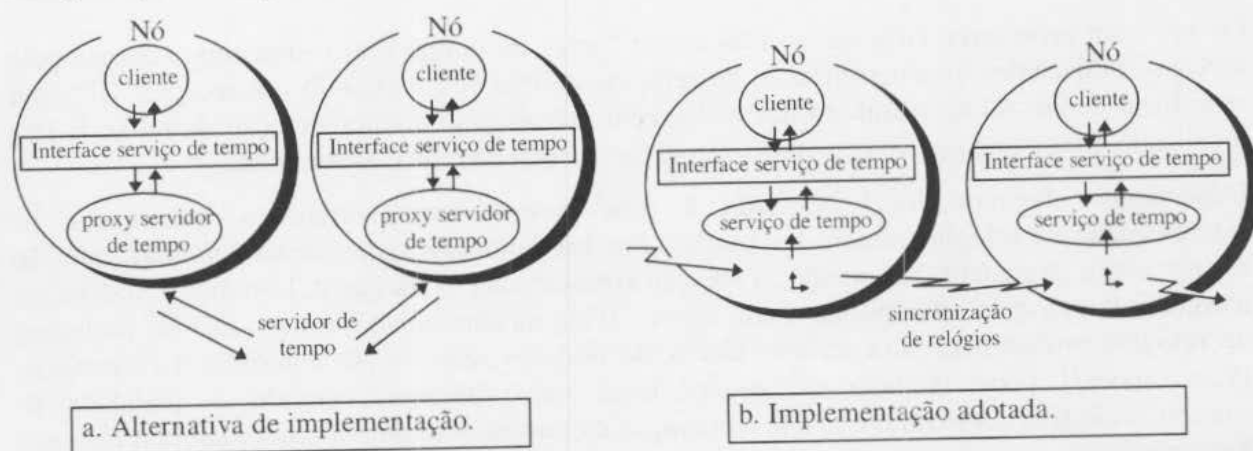 Nó
cliente
Interface serviço de tempo
proxy servidor
de tempo
Nó
cliente
Interface serviço de tempo
proxy servidor
de tempo
servidor de
tempo
a. Alternativa de implementação.
Nó
cliente
Interface serviço de tempo
serviço de tempo
Nó
cliente
Interface serviço de tempo
serviço de tempo
sincronização
de relógios
b. Implementação adotada.